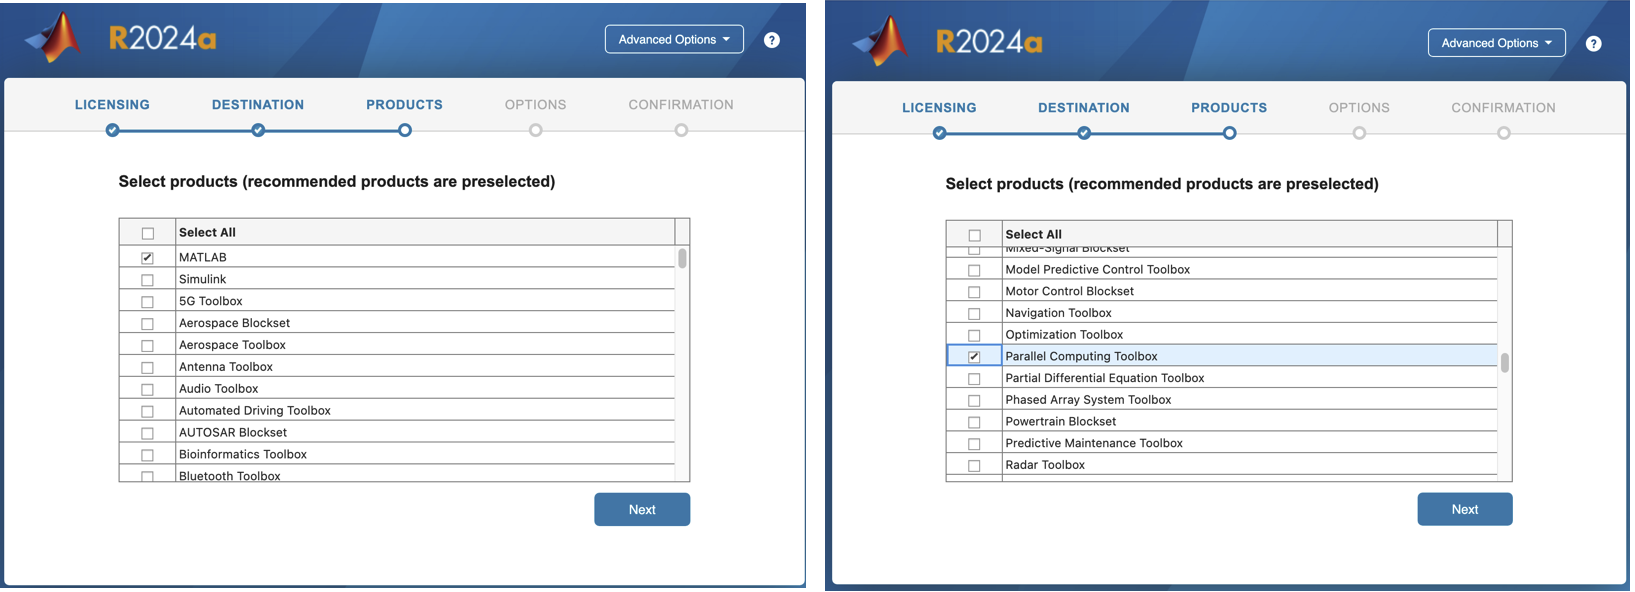 R2024a
Advanced Options
?
LICENSING DESTINATION PRODUCTS OPTIONS CONFIRMATION
Select products (recommended products are preselected)
Select All
MATLAB
Simulink
5G Toolbox
Aerospace Blockset
Aerospace Toolbox
Antenna Toolbox
Audio Toolbox
Automated Driving Toolbox
AUTOSAR Blockset
Bioinformatics Toolbox
Bluetooth Toolbox
Next
R2024a
Advanced Options
?
LICENSING DESTINATION PRODUCTS OPTIONS CONFIRMATION
Select products (recommended products are preselected)
Select All
Mixed-Signal Blockset
Model Predictive Control Toolbox
Motor Control Blockset
Navigation Toolbox
Optimization Toolbox
Parallel Computing Toolbox
Partial Differential Equation Toolbox
Phased Array System Toolbox
Powertrain Blockset
Predictive Maintenance Toolbox
Radar Toolbox
Next